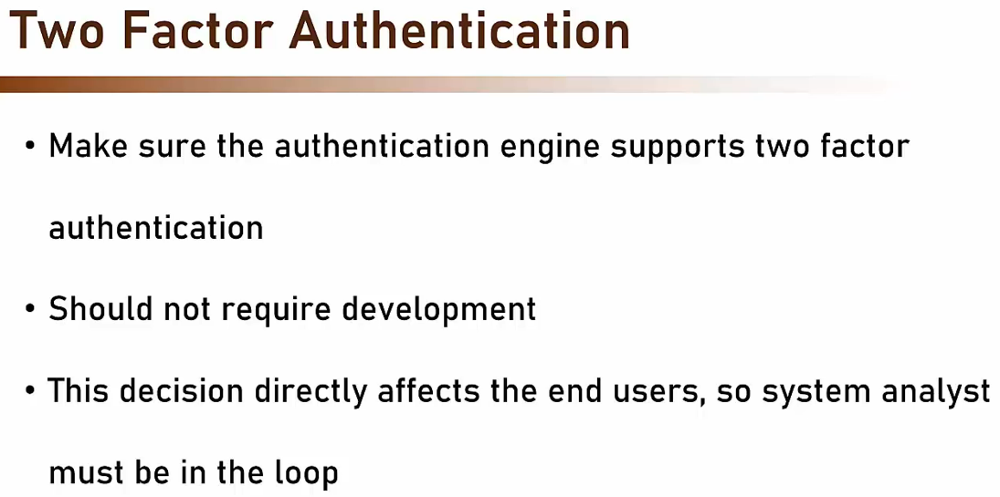 Two Factor Authentication
• Make sure the authentication engine supports two factor
authentication
• Should not require development
• This decision directly affects the end users, so system analyst
must be in the loop